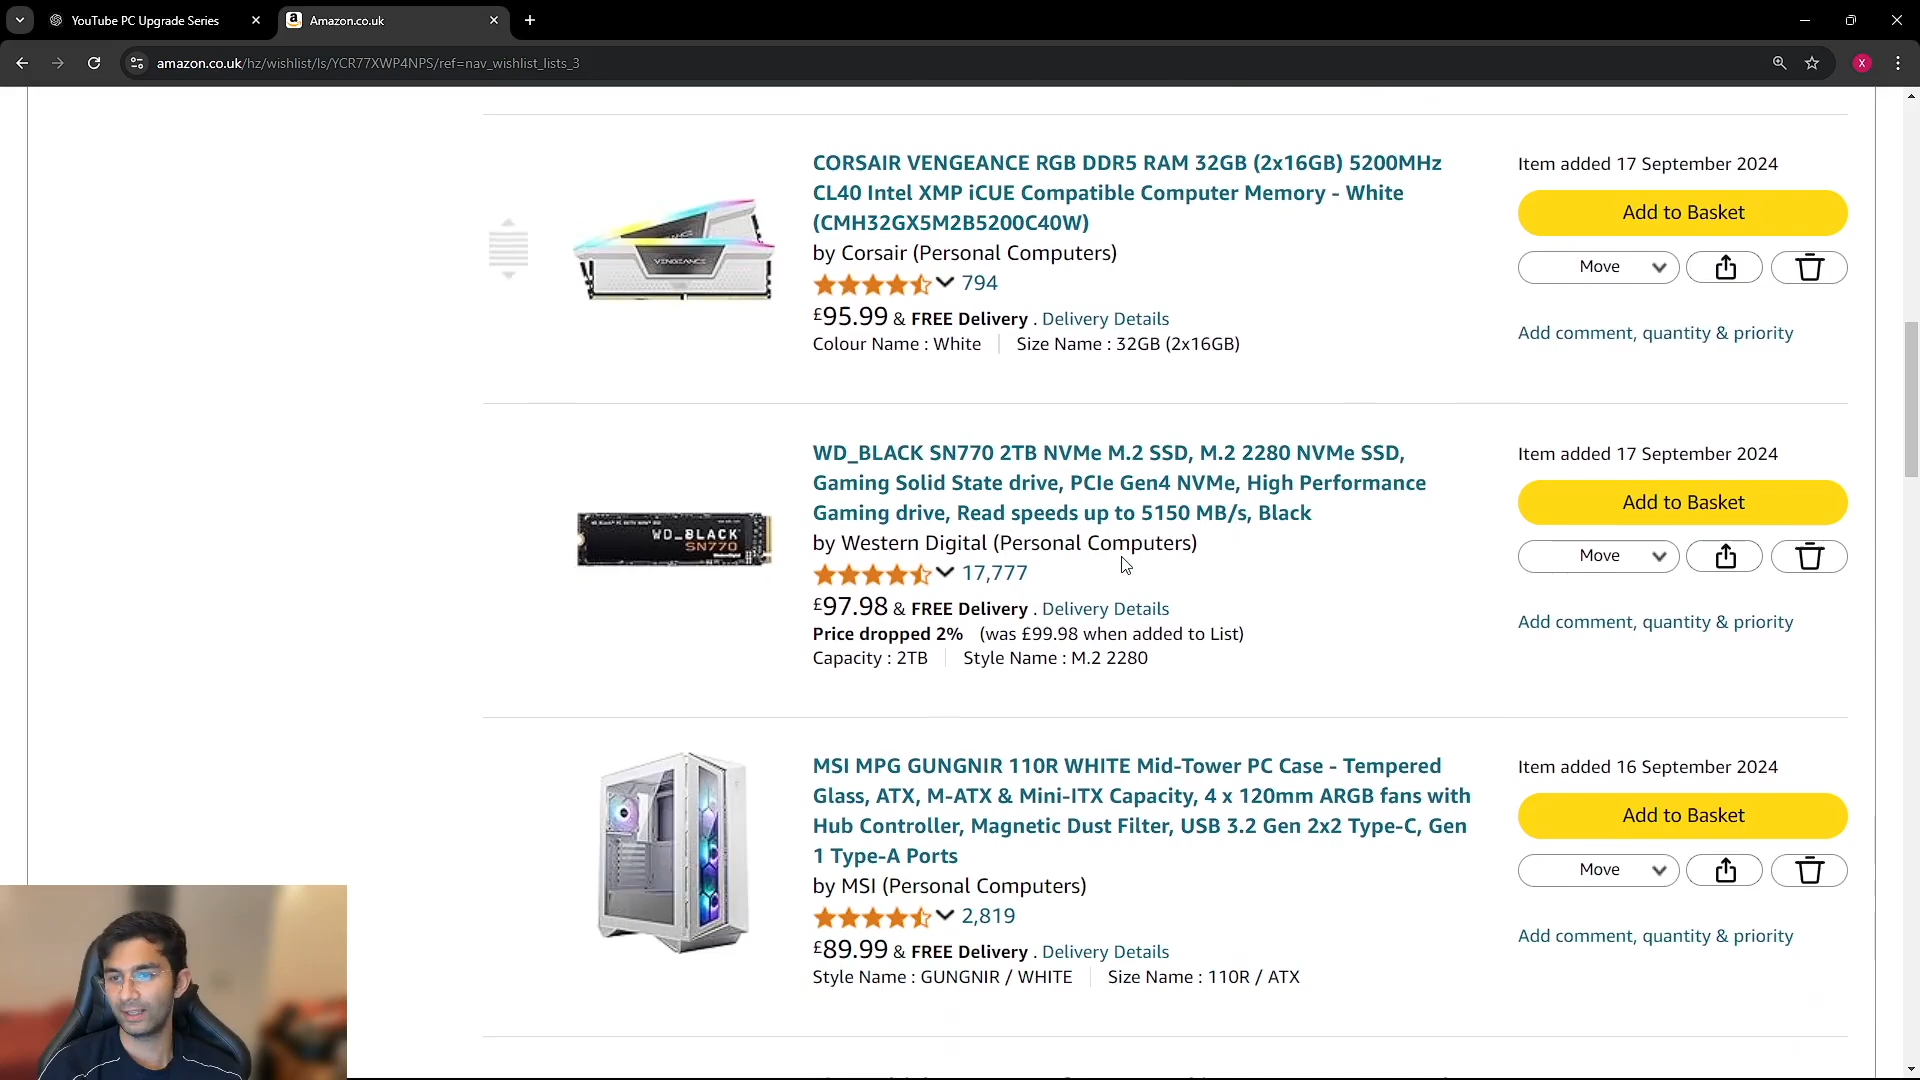 YouTube PC Upgrade Series
Amazon.co.uk
amazon.co.uk/hz/wishlist/ls/YCR77XWP4NPS/ref=nav_wishlist_lists_3
X
CORSAIR VENGEANCE RGB DDR5 RAM 32GB (2x16GB) 5200MHz
CL40 Intel XMP iCUE Compatible Computer Memory - White
(CMH32GX5M2B5200C40W)
by Corsair (Personal Computers)
794
£95.99 & FREE Delivery . Delivery Details
Colour Name : White
Size Name : 32GB (2x16GB)
VENGEANCE
Item added 17 September 2024
Add to Basket
Move
Add comment, quantity & priority
WD_BLACK SN770 2TB NVMe M.2 SSD, M.2 2280 NVMe SSD,
Gaming Solid State drive, PCIe Gen4 NVMe, High Performance
Gaming drive, Read speeds up to 5150 MB/s, Black
by Western Digital (Personal Computers)
17,777
£97.98 & FREE Delivery . Delivery Details
Price dropped 2% (was £99.98 when added to List)
Capacity : 2TB
Style Name : M.2 2280
WD_BLACK
SN770
Item added 17 September 2024
Add to Basket
Move
Add comment, quantity & priority
MSI MPG GUNGNIR 110R WHITE Mid-Tower PC Case - Tempered
Glass, ATX, M-ATX & Mini-ITX Capacity, 4 x 120mm ARGB fans with
Hub Controller, Magnetic Dust Filter, USB 3.2 Gen 2x2 Type-C, Gen
1 Type-A Ports
by MSI (Personal Computers)
2,819
£89.99 & FREE Delivery . Delivery Details
Style Name : GUNGNIR / WHITE
Size Name : 110R / ATX
Item added 16 September 2024
Add to Basket
Move
Add comment, quantity & priority